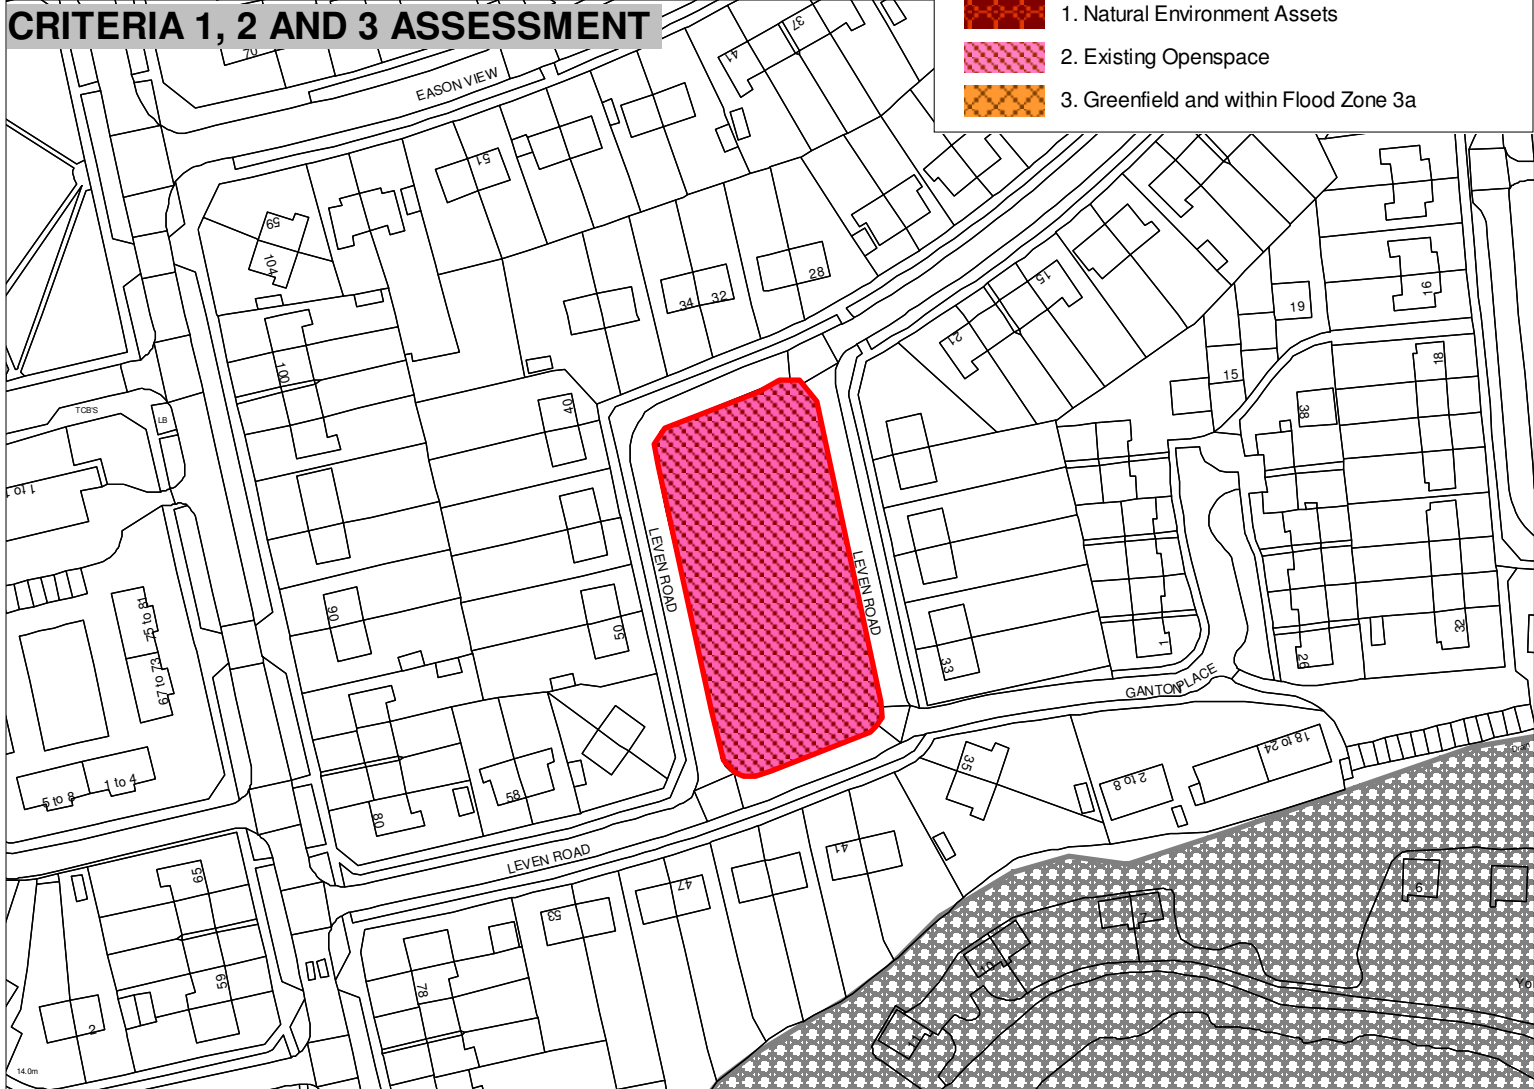 CRITERIA 1, 2 AND 3 ASSESSMENT
1. Natural Environment Assets
2. Existing Openspace
3. Greenfield and within Flood Zone 3a
70
EASON VIEW
41
37
51
59
104
34
32
28
15
21
19
16
15
18
38
100
40
TCB'S
LB
LEVEN ROAD
LEVEN ROAD
90
50
33
1
26
32
GANTON PLACE
75 to 81
67 to 73
1 to 4
5 to 8
58
80
35
2 to 8
18 to 24
Drain
LEVEN ROAD
41
47
53
65
59
78
2
6
7
10
14.0m